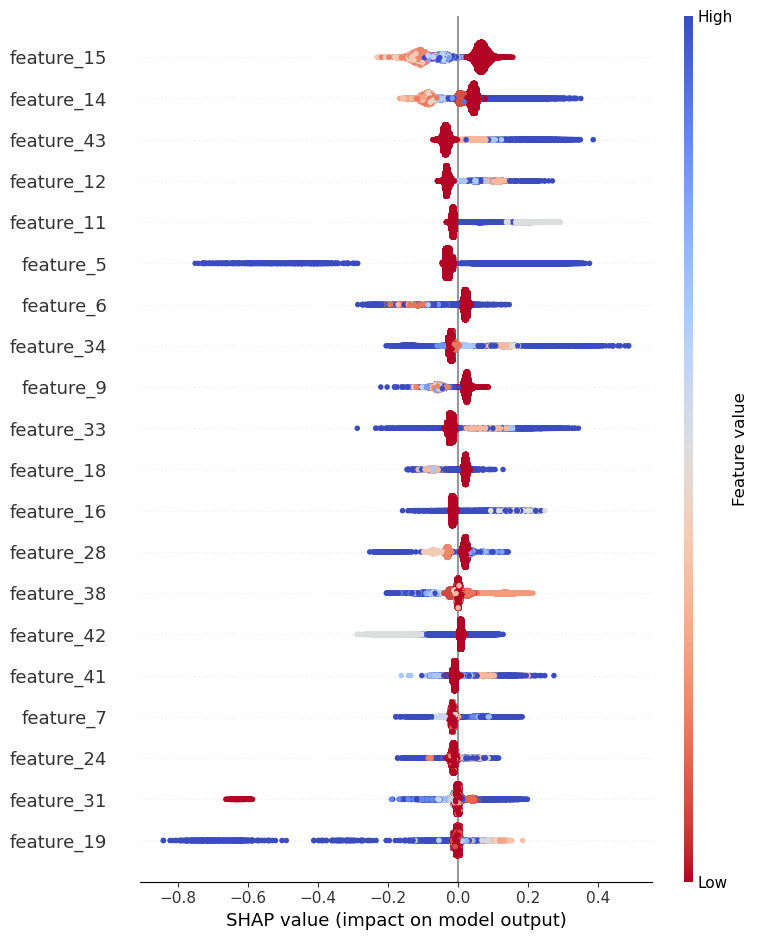 High
feature_15
feature_14
feature_43
feature_12
feature_11
feature_5
feature_6
feature_34
feature_9
feature_33
feature_18
feature_16
feature_28
feature_38
feature_42
feature_41
feature_7
feature_24
feature_31
feature_19
Feature value
Low
−0.8 −0.6 −0.4 −0.2 0.0 0.2 0.4
SHAP value (impact on model output)